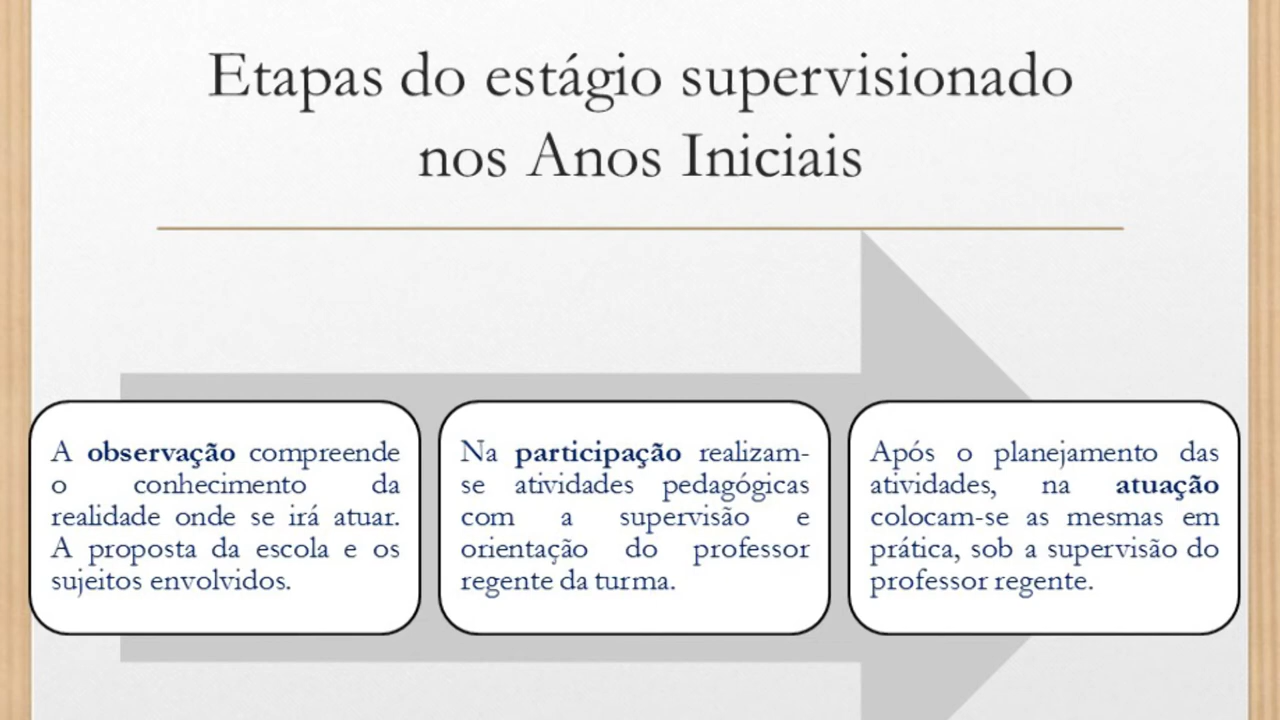 Etapas do estágio supervisionado
nos Anos Iniciais
A observação compreende
o conhecimento da
realidade onde se irá atuar.
A proposta da escola e os
sujeitos envolvidos.
Na participação realizam-
se atividades pedagógicas
com a supervisão e
orientação do professor
regente da turma.
Após o planejamento das
atividades, na atuação
colocam-se as mesmas em
prática, sob a supervisão do
professor regente.